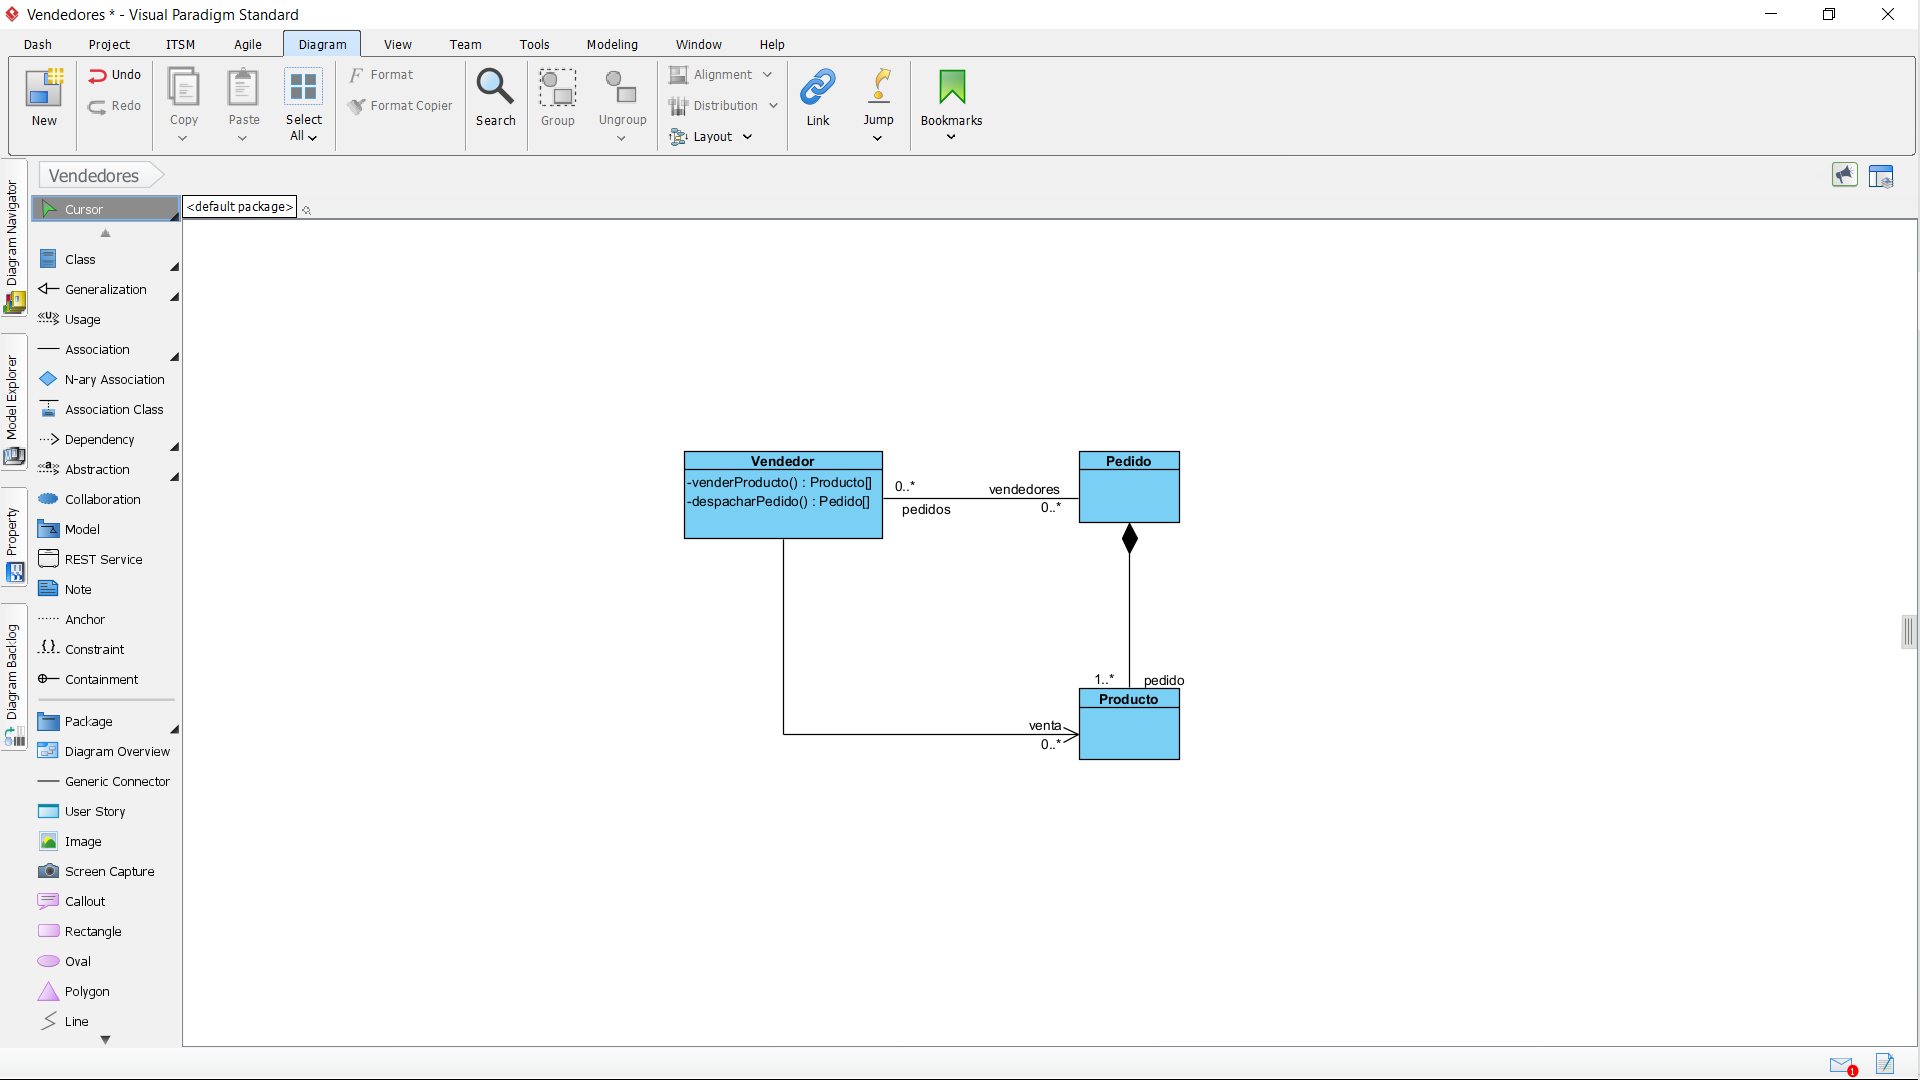 Vendedores * - Visual Paradigm Standard
Dash Project ITSM Agile Diagram View Team Tools Modeling Window Help
New
Undo
Redo
Copy
Paste
Select All
Format
Format Copier
Search
Group
Ungroup
Alignment
Distribution
Layout
Link
Jump
Bookmarks
Vendedores
Diagram Navigator
Model Explorer
Property
Diagram Backlog
Cursor
Class
Generalization
Usage
Association
N-ary Association
Association Class
Dependency
Abstraction
Collaboration
Model
REST Service
Note
Anchor
Constraint
Containment
Package
Diagram Overview
Generic Connector
User Story
Image
Screen Capture
Callout
Rectangle
Oval
Polygon
Line
<default package>
Vendedor
-venderProducto() : Producto[]
-despacharPedido() : Pedido[]
0..*
pedidos
vendedores
0..*
Pedido
1..*
pedido
Producto
venta
0..*
1